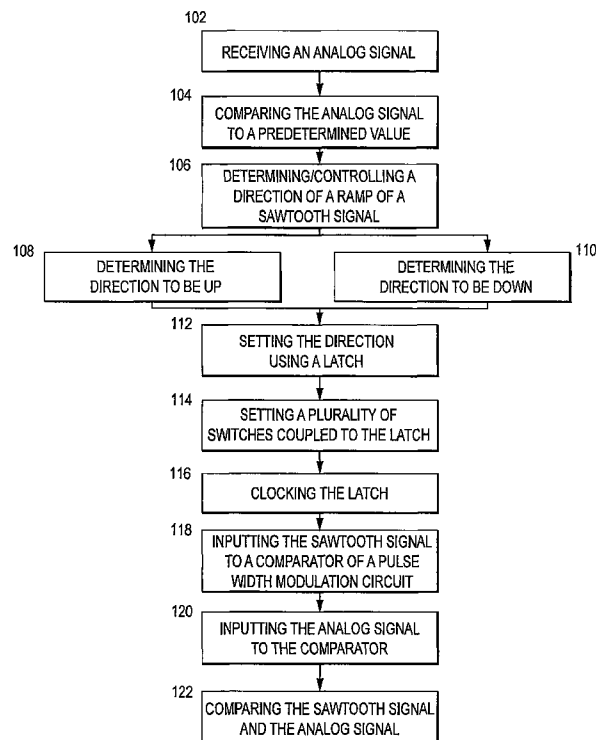 102
RECEIVING AN ANALOG SIGNAL
104
COMPARING THE ANALOG SIGNAL
TO A PREDETERMINED VALUE
106
DETERMINING/CONTROLLING A
DIRECTION OF A RAMP OF A
SAWTOOTH SIGNAL
108
DETERMINING THE
DIRECTION TO BE UP
110
DETERMINING THE
DIRECTION TO BE DOWN
112
SETTING THE DIRECTION
USING A LATCH
114
SETTING A PLURALITY OF
SWITCHES COUPLED TO THE LATCH
116
CLOCKING THE LATCH
118
INPUTTING THE SAWTOOTH SIGNAL
TO A COMPARATOR OF A PULSE
WIDTH MODULATION CIRCUIT
120
INPUTTING THE ANALOG SIGNAL
TO THE COMPARATOR
122
COMPARING THE SAWTOOTH SIGNAL
AND THE ANALOG SIGNAL